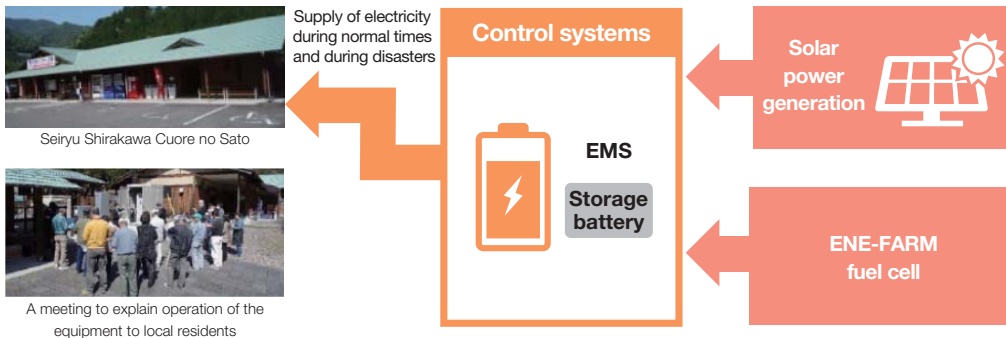 Supply of electricity
during normal times
and during disasters
Seiryu Shirakawa Cuore no Sato
A meeting to explain operation of the
equipment to local residents
Control systems
EMS
Storage
battery
Solar
power
generation
ENE-FARM
fuel cell